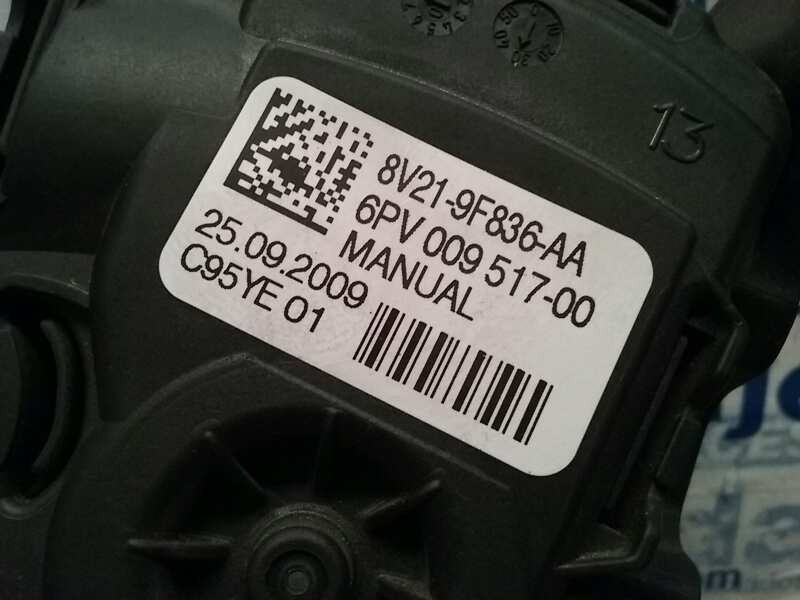 13
8V21-9F836-AA
6PV 009 517-00
MANUAL
25.09.2009
C95YE 01